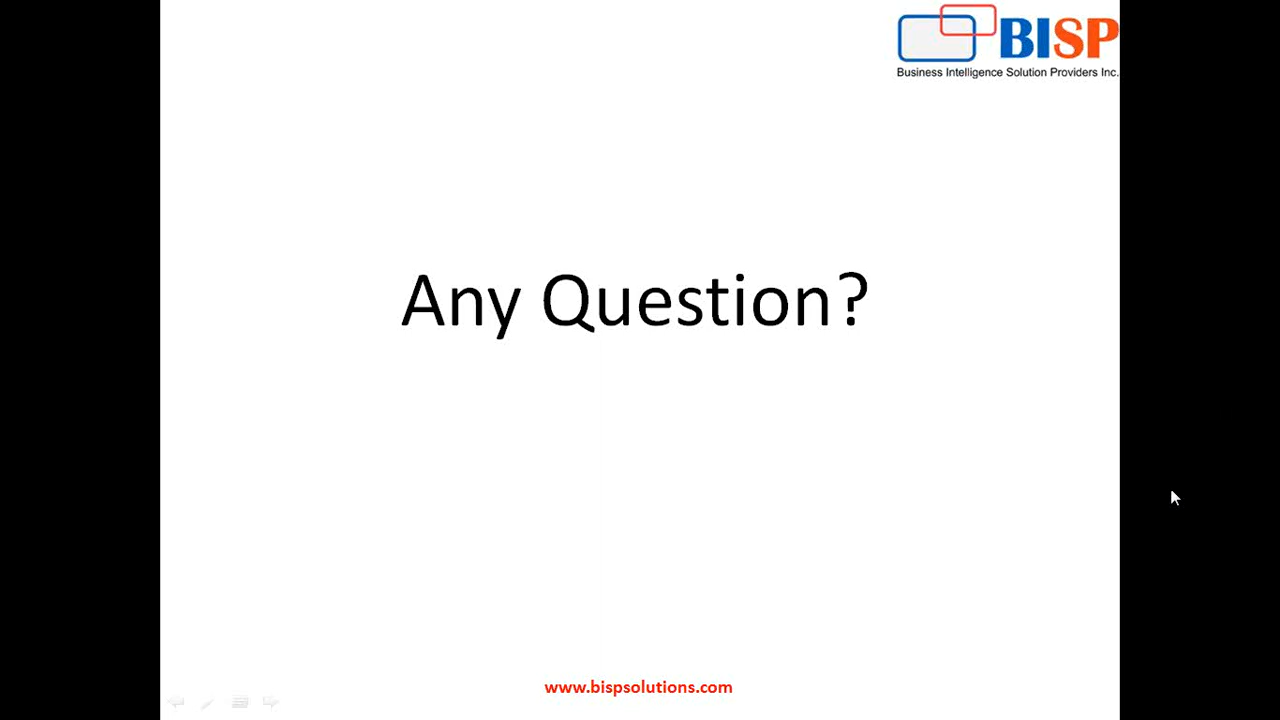 BISP
Business Intelligence Solution Providers Inc.
Any Question?
www.bispsolutions.com